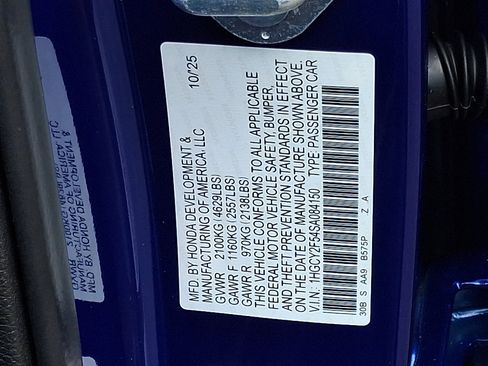 MFD. BY HONDA DEVELOPMENT & 10/25
MANUFACTURING OF AMERICA, LLC
GVWR 2100KG (4629LBS)
GAWR F 1160KG (2557LBS)
GAWR R 970KG (2138LBS)
THIS VEHICLE CONFORMS TO ALL APPLICABLE
FEDERAL MOTOR VEHICLE SAFETY, BUMPER,
AND THEFT PREVENTION STANDARDS IN EFFECT
ON THE DATE OF MANUFACTURE SHOWN ABOVE.
V.I.N. 1HGCY2F54SA084150 TYPE PASSENGER CAR
30B S AA9 B575P Z A